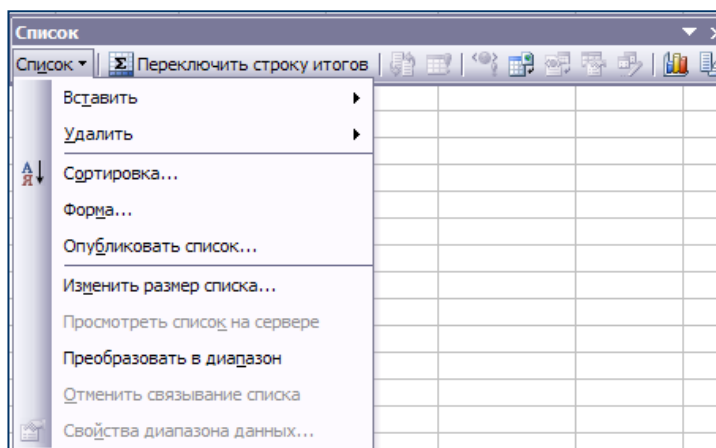 Список
Список Σ Переключить строку итогов
Вставить
Удалить
Сортировка...
Форма...
Опубликовать список...
Изменить размер списка...
Просмотреть список на сервере
Преобразовать в диапазон
Отменить связывание списка
Свойства диапазона данных...